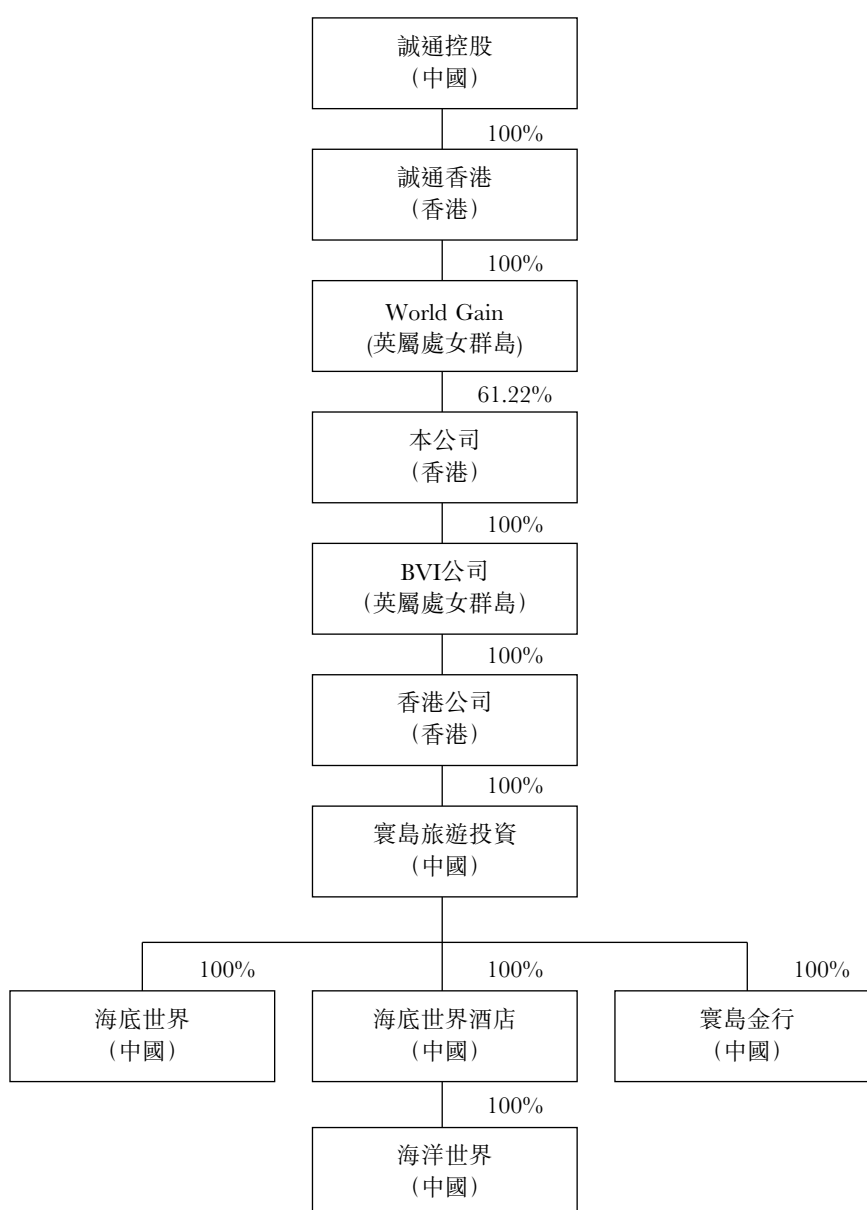 誠通控股
(中國)
100%
誠通香港
(香港)
100%
World Gain
(英屬處女群島)
61.22%
本公司
(香港)
100%
BVI公司
(英屬處女群島)
100%
香港公司
(香港)
100%
寰島旅遊投資
(中國)
100%
100%
100%
海底世界
(中國)
海底世界酒店
(中國)
寰島金行
(中國)
100%
海洋世界
(中國)